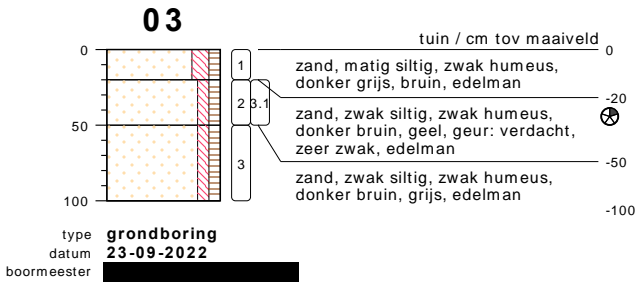 03
tuin / cm tov maaiveld
0
0
1
zand, matig siltig, zwak humeus,
donker grijs, bruin, edelman
-20
2
3.1
zand, zwak siltig, zwak humeus,
donker bruin, geel, geur: verdacht,
zeer zwak, edelman
50
-50
3
zand, zwak siltig, zwak humeus,
donker bruin, grijs, edelman
100
-100
type grondboring
datum 23-09-2022
boormeester